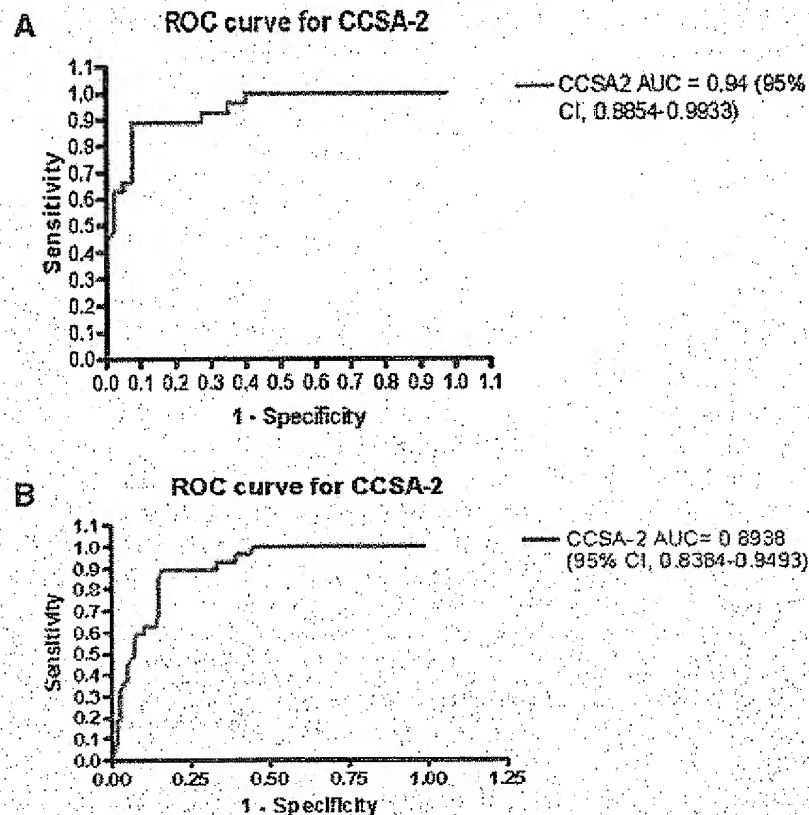 A
ROC curve for CCSA-2
1.1
1.0
0.9
0.8
0.7
0.6
0.5
0.4
0.3
0.2
0.1
0.0
Sensitivity
0.0 0.1 0.2 0.3 0.4 0.5 0.6 0.7 0.8 0.9 1.0 1.1
1 - Specificity
CCSA2 AUC = 0.94 (95%
CI, 0.8854-0.9933)
B
ROC curve for CCSA-2
1.1
1.0
0.9
0.8
0.7
0.6
0.5
0.4
0.3
0.2
0.1
0.0
Sensitivity
0.00 0.25 0.50 0.75 1.00 1.25
1 - Specificity
CCSA-2 AUC= 0.8938
(95% CI, 0.8384-0.9493)